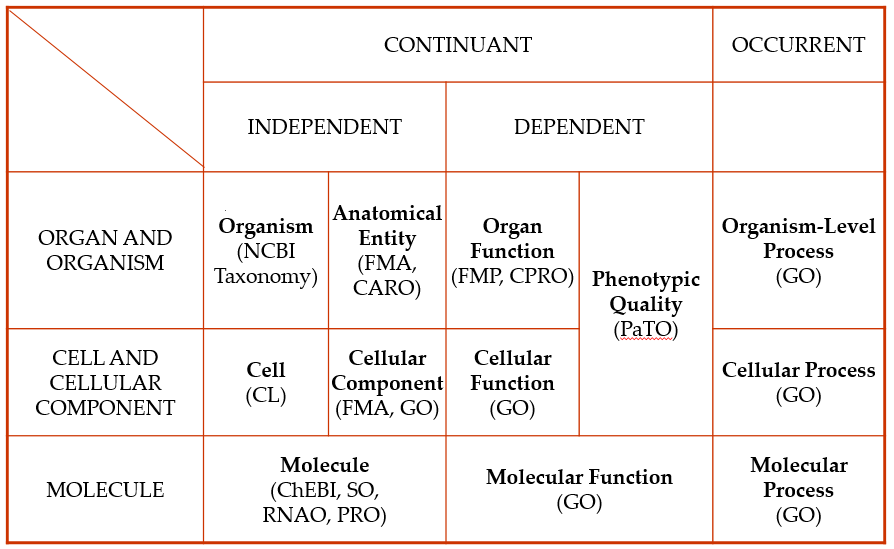 CONTINUANT
OCCURRENT
INDEPENDENT
DEPENDENT
ORGAN AND
ORGANISM
Organism
(NCBI
Taxonomy)
Anatomical
Entity
(FMA,
CARO)
Organ
Function
(FMP, CPRO)
Phenotypic
Quality
(PaTO)
Organism-Level
Process
(GO)
CELL AND
CELLULAR
COMPONENT
Cell
(CL)
Cellular
Component
(FMA, GO)
Cellular
Function
(GO)
Cellular Process
(GO)
MOLECULE
Molecule
(ChEBI, SO,
RNAO, PRO)
Molecular Function
(GO)
Molecular
Process
(GO)